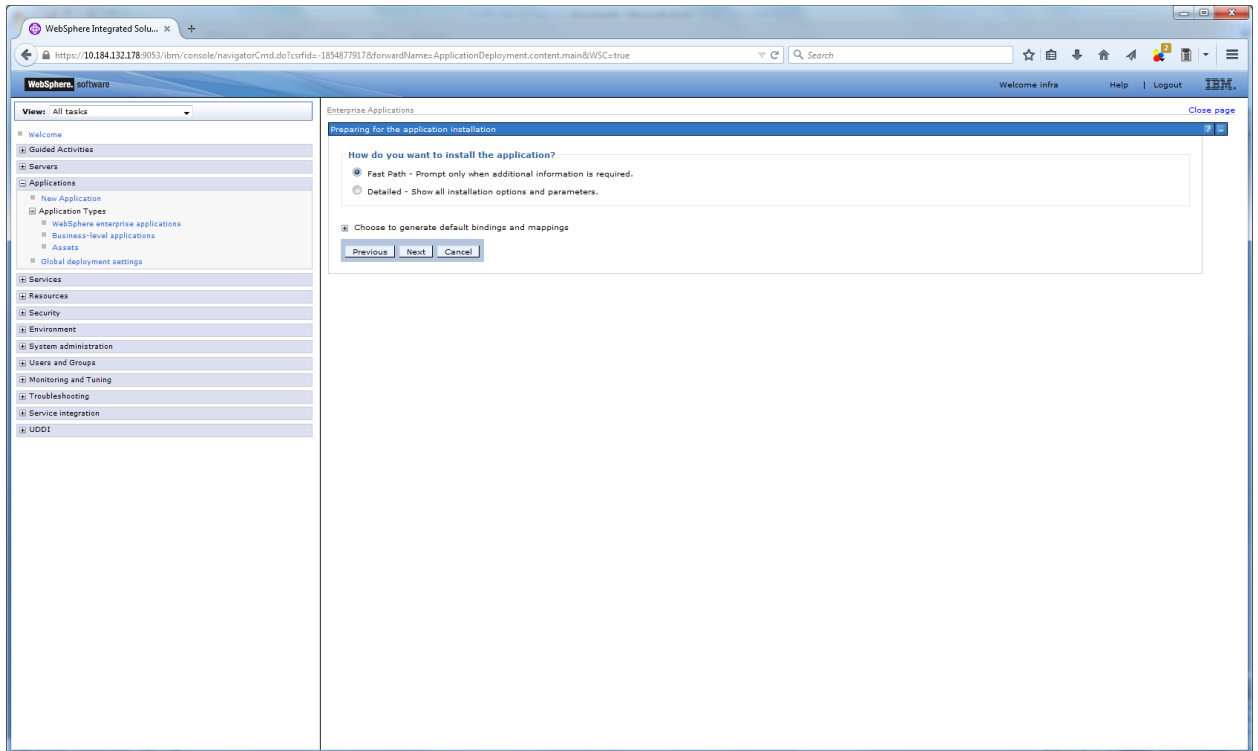 WebSphere Integrated Solu... × +
https://10.184.132.178:9053/ibm/console/navigatorCmd.do?csrfid=-1854877917&forwardName=ApplicationDeployment.content.main&WSC=true
Search
2
WebSphere. software
Welcome infra
Help | Logout
IBM.
View: All tasks
Welcome
Guided Activities
Servers
Applications
New Application
Application Types
WebSphere enterprise applications
Business-level applications
Assets
Global deployment settings
Services
Resources
Security
Environment
System administration
Users and Groups
Monitoring and Tuning
Troubleshooting
Service integration
UDDI
Enterprise Applications
Close page
Preparing for the application installation
? –
How do you want to install the application?
Fast Path - Prompt only when additional information is required.
Detailed - Show all installation options and parameters.
Choose to generate default bindings and mappings
Previous Next Cancel